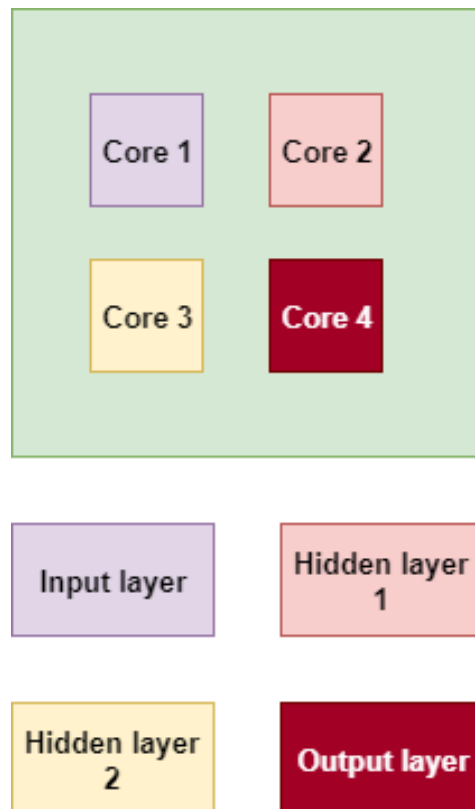 Core 1
Core 2
Core 3
Core 4
Input layer
Hidden layer
1
Hidden layer
2
Output layer